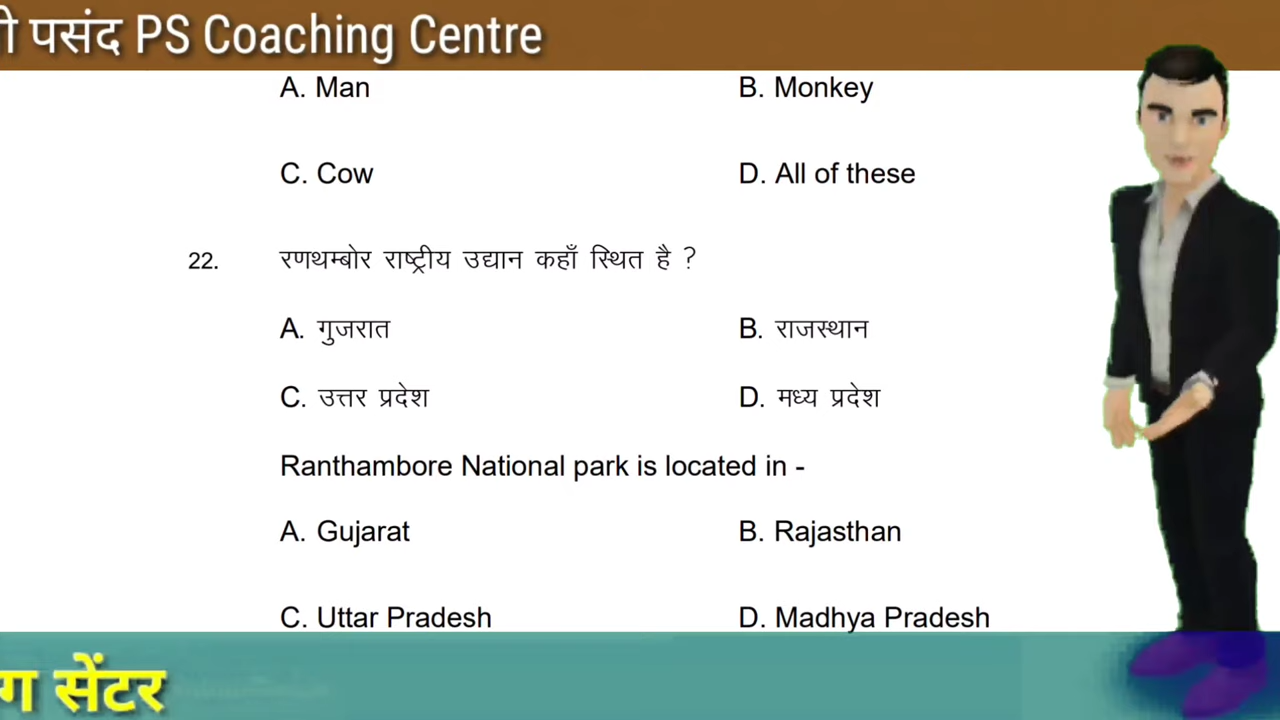 ी पसंद PS Coaching Centre
A. Man B. Monkey
C. Cow D. All of these
22. रणथम्बोर राष्ट्रीय उद्यान कहाँ स्थित है ?
A. गुजरात B. राजस्थान
C. उत्तर प्रदेश D. मध्य प्रदेश
Ranthambore National park is located in -
A. Gujarat B. Rajasthan
C. Uttar Pradesh D. Madhya Pradesh
ग सेंटर